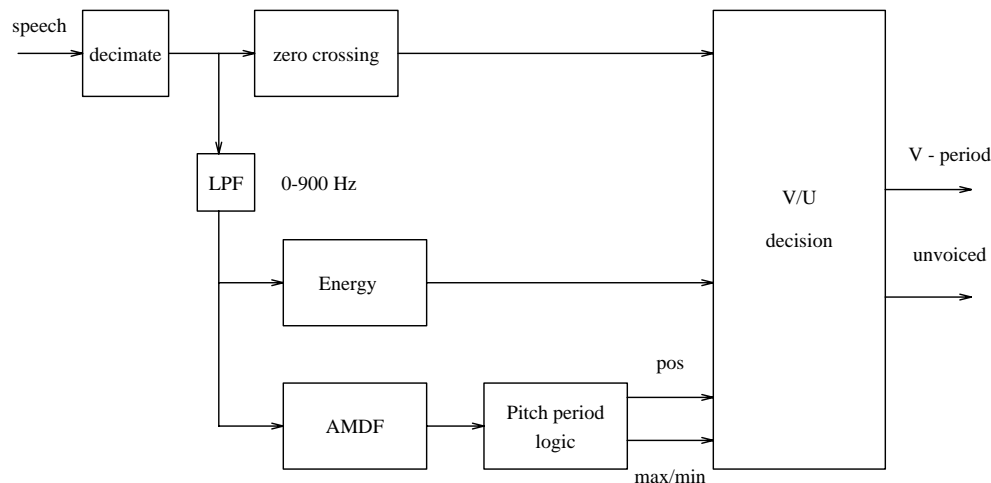 speech
decimate
zero crossing
V - period
LPF
0-900 Hz
V/U
decision
unvoiced
Energy
pos
AMDF
Pitch period
logic
max/min